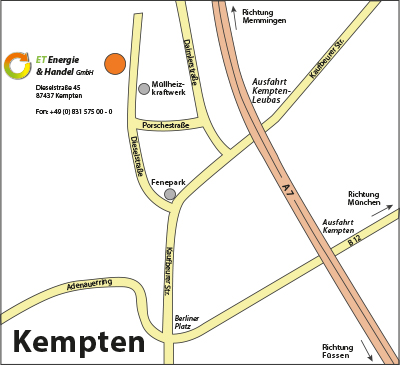 Richtung
Memmingen
ET Energie
& Handel GmbH
Dieselstraße 45
87437 Kempten
Fon: +49 (0) 831 575 00 - 0
Daimlerstraße
Kaufbeurer Str.
Müllheiz-
kraftwerk
Ausfahrt
Kempten-
Leubas
Porschestraße
Dieselstraße
Fenepark
A 7
Richtung
München
Ausfahrt
Kempten
B 12
Kaufbeurer Str.
Adenauerring
Berliner
Platz
Kempten
Richtung
Füssen